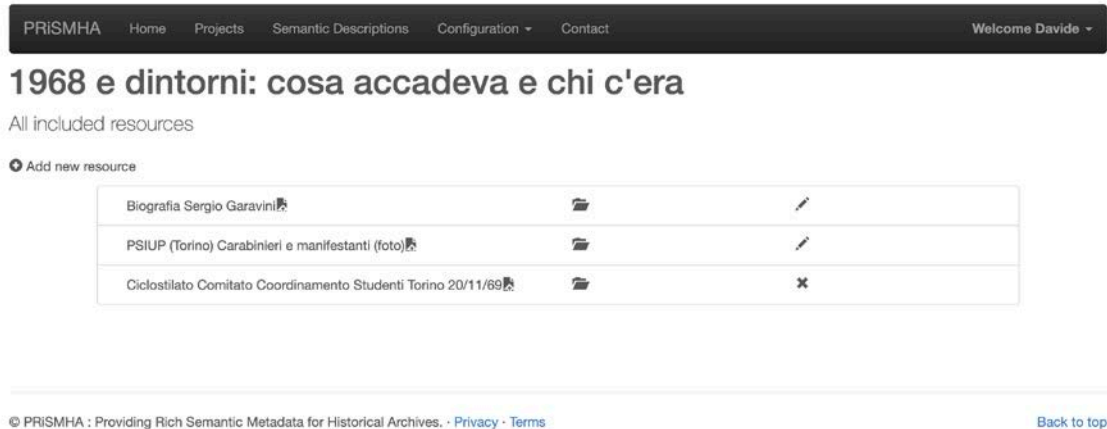 PRiSMHA Home Projects Semantic Descriptions Configuration Contact Welcome Davide
1968 e dintorni: cosa accadeva e chi c'era
All included resources
Add new resource
Biografia Sergio Garavini
PSIUP (Torino) Carabinieri e manifestanti (foto)
Ciclostilato Comitato Coordinamento Studenti Torino 20/11/69
© PRiSMHA : Providing Rich Semantic Metadata for Historical Archives. · Privacy · Terms Back to top